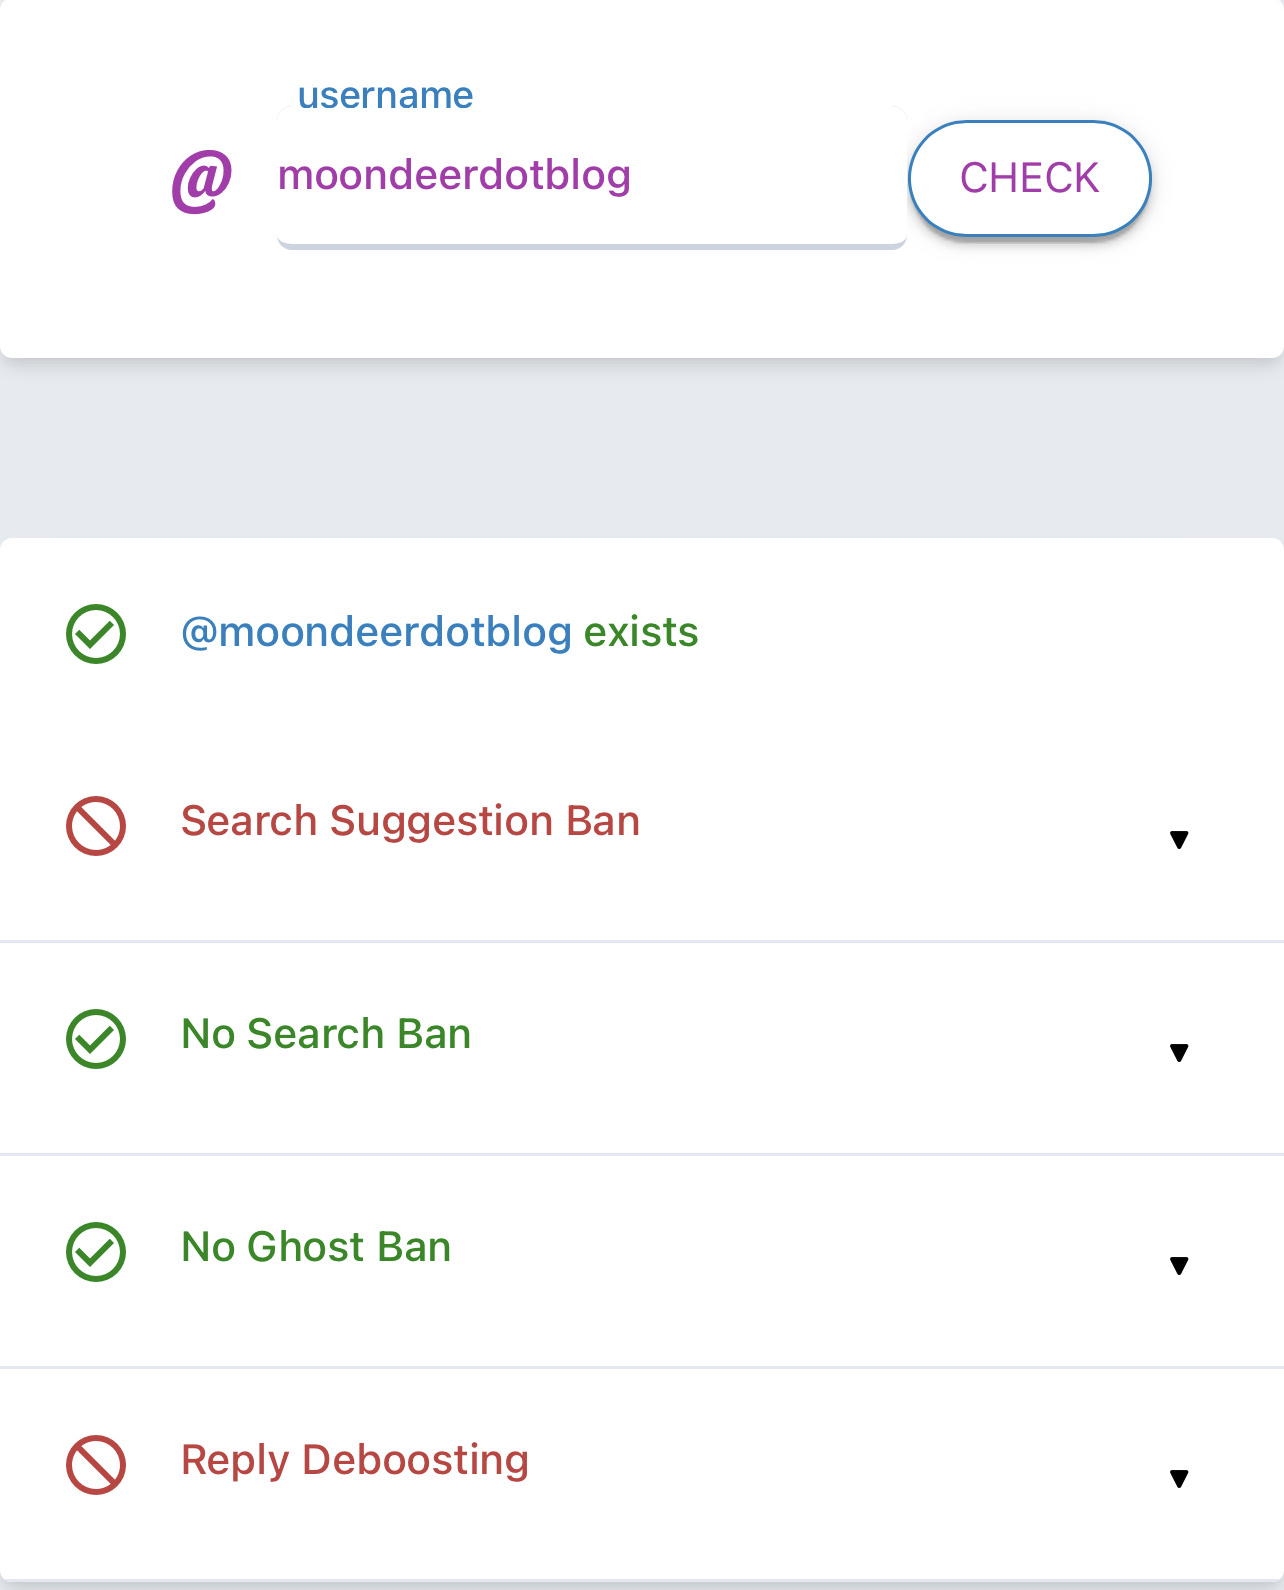 username
@ moondeerdotblog CHECK
@moondeerdotblog exists
Search Suggestion Ban
No Search Ban
No Ghost Ban
Reply Deboosting